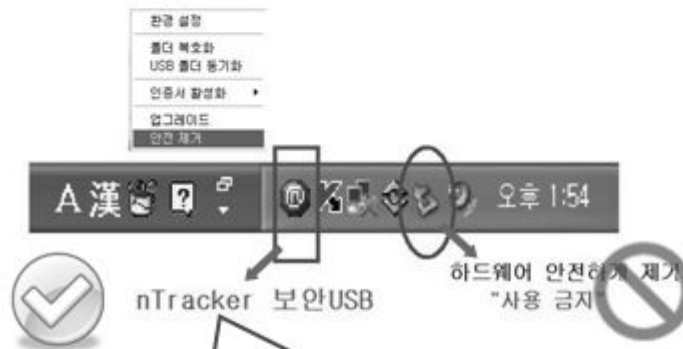 환경 설정
폴더 복호화
USB 폴더 동기화
인증서 활성화
업그레이드
안전 제거
A 漢 오후 1:54
nTracker 보안USB
하드웨어 안전하게 제거
"사용 금지"